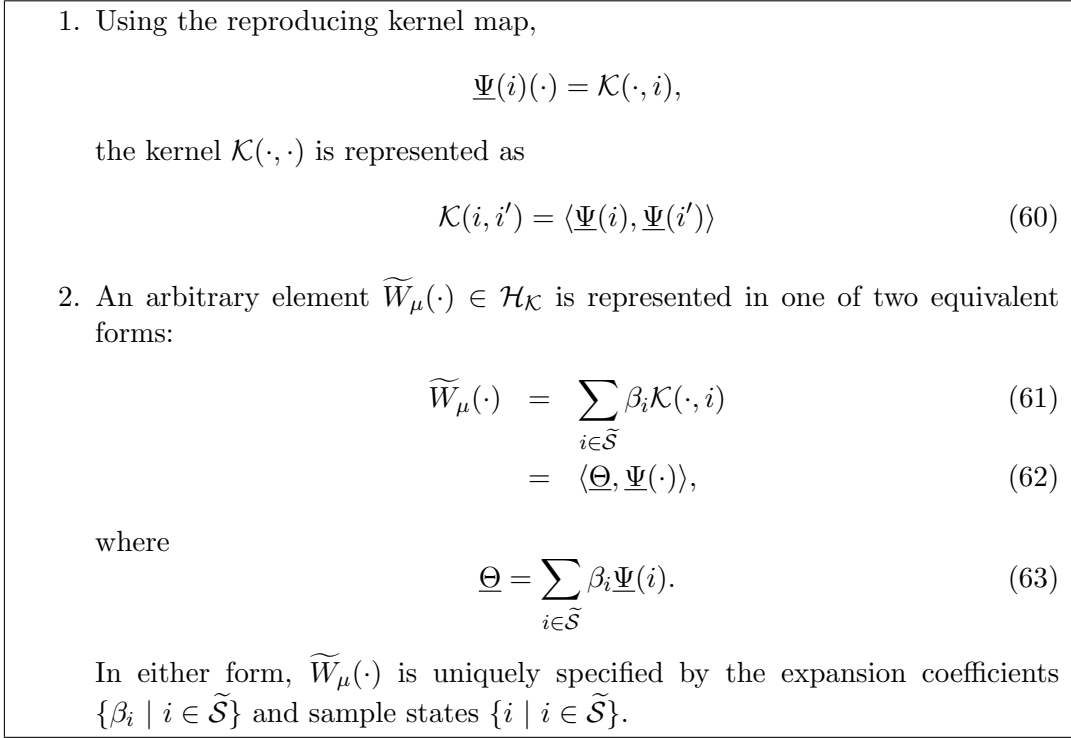 1. Using the reproducing kernel map,
Ψ(i)(·) = 𝒦(·, i),
the kernel 𝒦(·, ·) is represented as
𝒦(i, i′) = ⟨Ψ(i), Ψ(i′)⟩ (60)
2. An arbitrary element W̃μ(·) ∈ ℋ𝒦 is represented in one of two equivalent
forms:
W̃μ(·) = ∑i∈𝒮̃ βi𝒦(·, i) (61)
= ⟨Θ, Ψ(·)⟩, (62)
where
Θ = ∑i∈𝒮̃ βiΨ(i). (63)
In either form, W̃μ(·) is uniquely specified by the expansion coefficients
{βi | i ∈ 𝒮̃} and sample states {i | i ∈ 𝒮̃}.